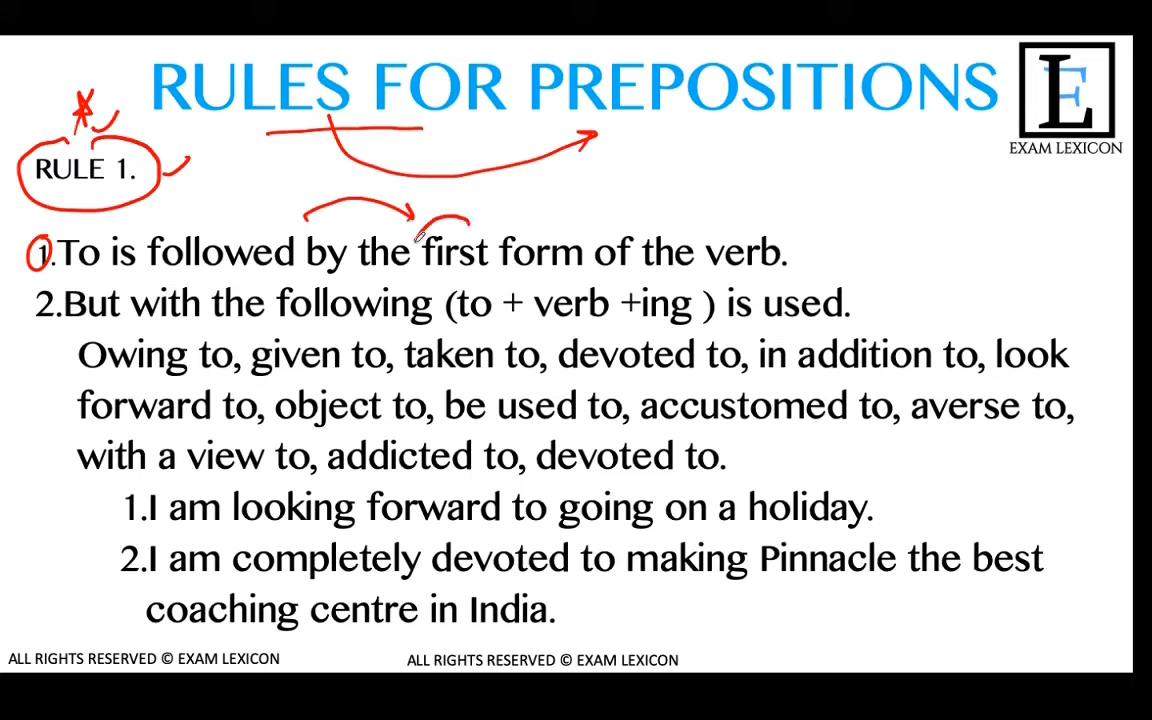 RULES FOR PREPOSITIONS
LE
EXAM LEXICON
RULE 1.
1.To is followed by the first form of the verb.
2.But with the following (to + verb +ing ) is used.
Owing to, given to, taken to, devoted to, in addition to, look
forward to, object to, be used to, accustomed to, averse to,
with a view to, addicted to, devoted to.
1.I am looking forward to going on a holiday.
2.I am completely devoted to making Pinnacle the best
coaching centre in India.
ALL RIGHTS RESERVED © EXAM LEXICON
ALL RIGHTS RESERVED © EXAM LEXICON